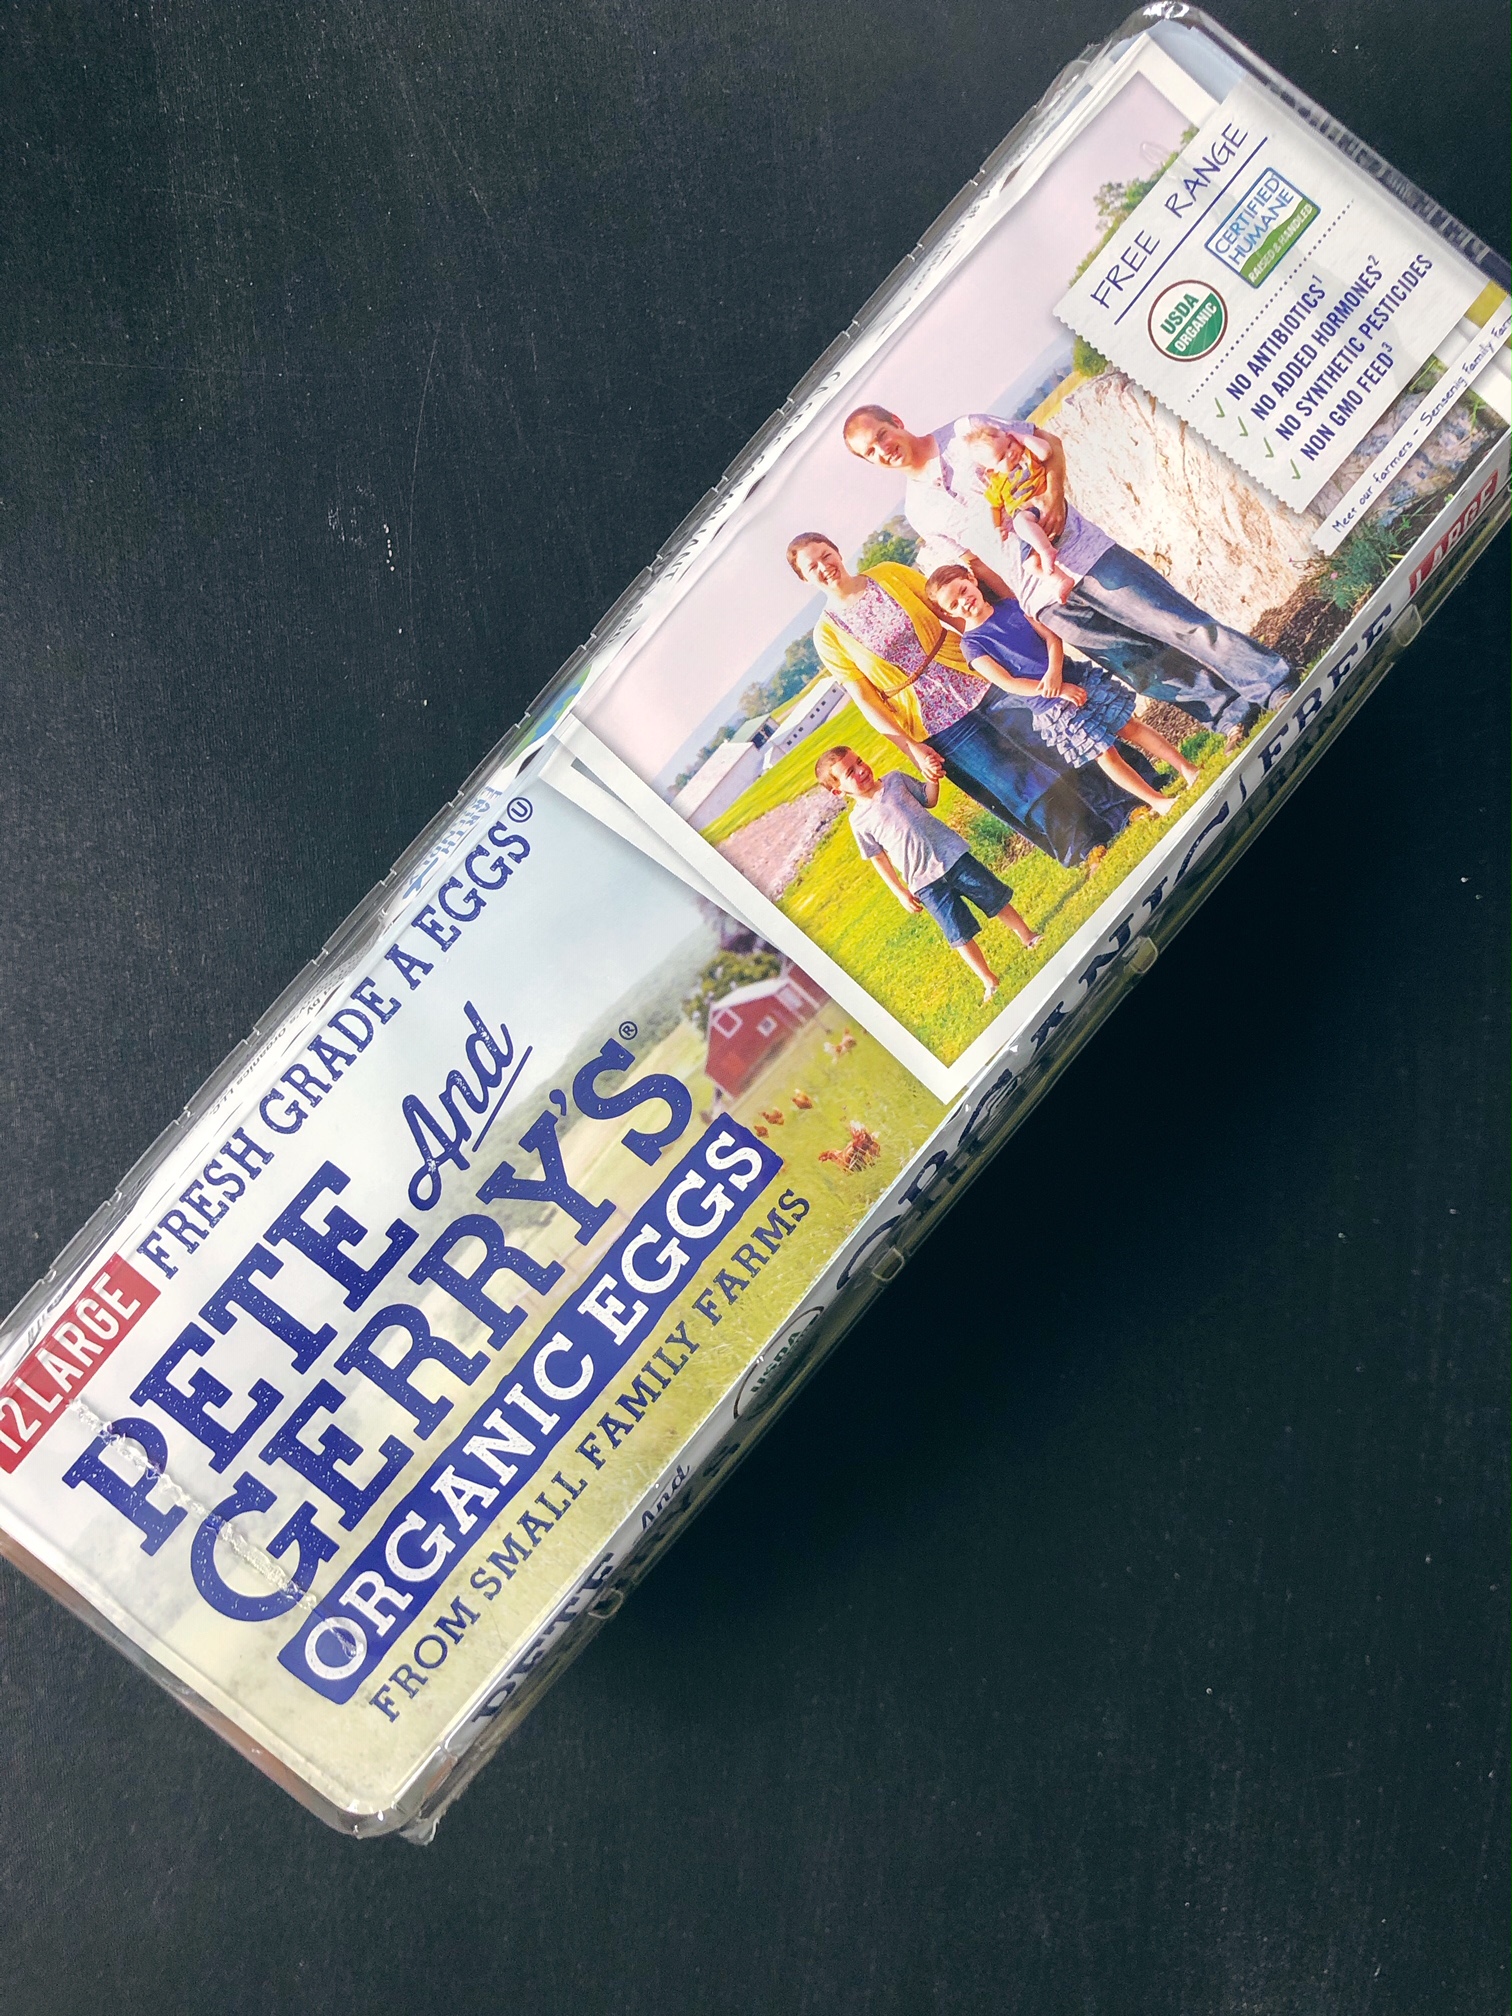 12 LARGE FRESH GRADE A EGGS Ⓤ
PETE And
GERRY'S®
ORGANIC EGGS
FROM SMALL FAMILY FARMS
FREE RANGE
USDA
ORGANIC
CERTIFIED
HUMANE
RAISED & HANDLED
✓ NO ANTIBIOTICS¹
✓ NO ADDED HORMONES²
✓ NO SYNTHETIC PESTICIDES
✓ NON GMO FEED³
Meet our farmers - Sensenig Family
PETE And
ORGANIC
FREE
RANGE
LARGE
USDA